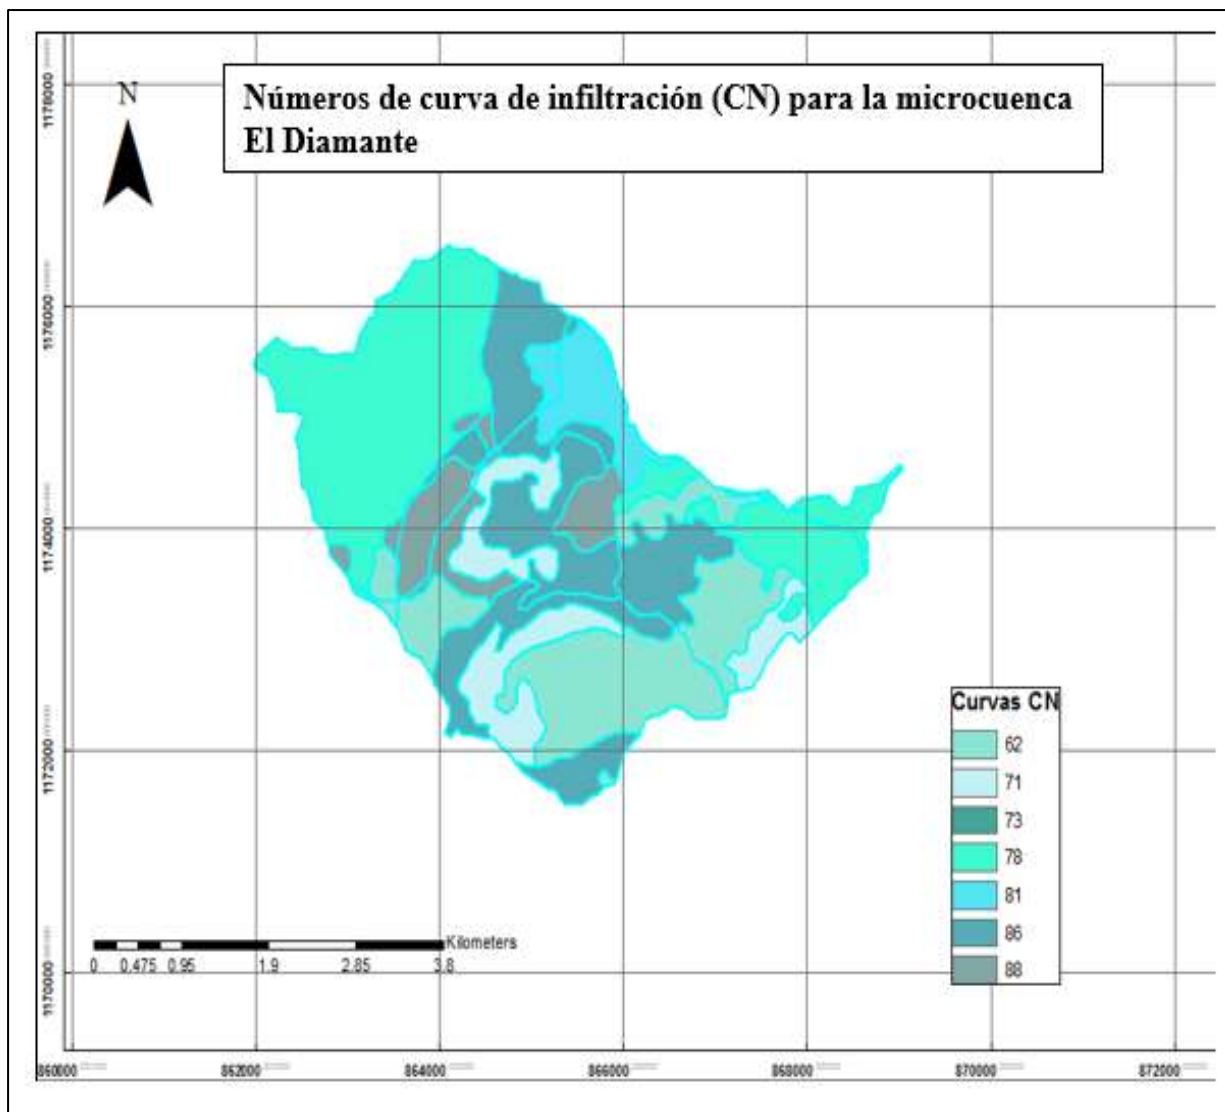 Números de curva de infiltración (CN) para la microcuenca
El Diamante
N
1178000
1176000
1174000
1172000
1170000
Curvas CN
62
71
73
78
81
86
88
Kilometers
0 0.475 0.95 1.9 2.85 3.8
860000 862000 864000 866000 868000 870000 872000